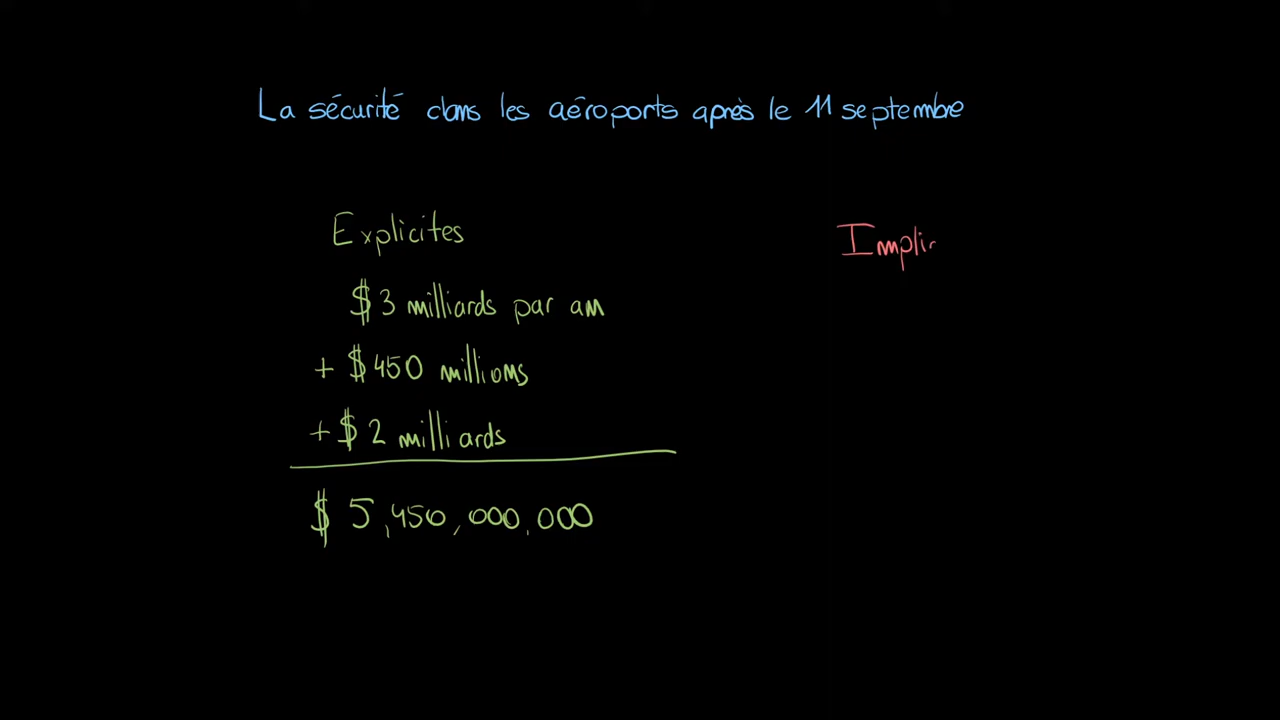 La sécurité dans les aéroports après le 11 septembre
Explicites
$3 milliards par an
+ $450 millions
+ $2 milliards
$ 5,450,000,000
Implic